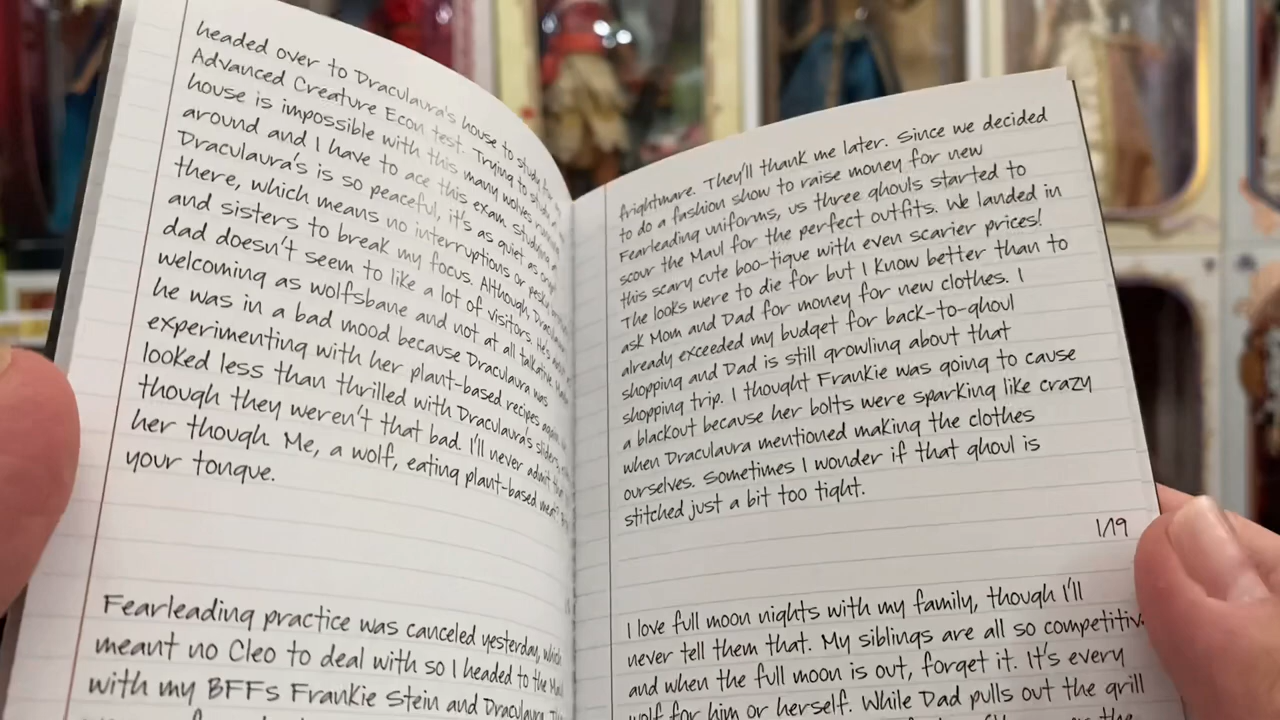 headed over to Draculaura's house to study for
Advanced Creature Econ test. Trying to study
house is impossible with this many wolves running
around and I have to ace this exam. Studying
Draculaura's is so peaceful, it's as quiet as
there, which means no interruptions or pesky
and sisters to break my focus. Although,
dad doesn't seem to like a lot of visitors. He's
welcoming as wolfsbane and not at all talkative.
he was in a bad mood because Draculaura was
experimenting with her plant-based recipes again
looked less than thrilled with Draculaura's sliders
though they weren't that bad. I'll never admit that
her though. Me, a wolf, eating plant-based meat?
your tongue.
Fearleading practice was canceled yesterday, which
meant no Cleo to deal with so I headed to the Maul
with my BFFs Frankie Stein and Draculaura.
frightmare. They'll thank me later. Since we decided
to do a fashion show to raise money for new
Fearleading uniforms, us three ghouls started to
scour the Maul for the perfect outfits. We landed in
this scary cute boo-tique with even scarier prices!
The looks were to die for but I know better than to
ask Mom and Dad for money for new clothes. I
already exceeded my budget for back-to-ghoul
shopping and Dad is still growling about that
shopping trip. I thought Frankie was going to cause
a blackout because her bolts were sparking like crazy
when Draculaura mentioned making the clothes
ourselves. Sometimes I wonder if that ghoul is
stitched just a bit too tight.
1/19
I love full moon nights with my family, though I'll
never tell them that. My siblings are all so competitiv
and when the full moon is out, forget it. It's every
wolf for him or herself. While Dad pulls out the grill